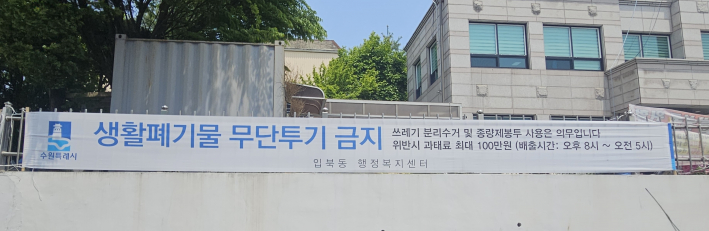 수원특례시
생활폐기물 무단투기 금지
쓰레기 분리수거 및 종량제봉투 사용은 의무입니다
위반시 과태료 최대 100만원 (배출시간: 오후 8시 ~ 오전 5시)
입북동 행정복지센터